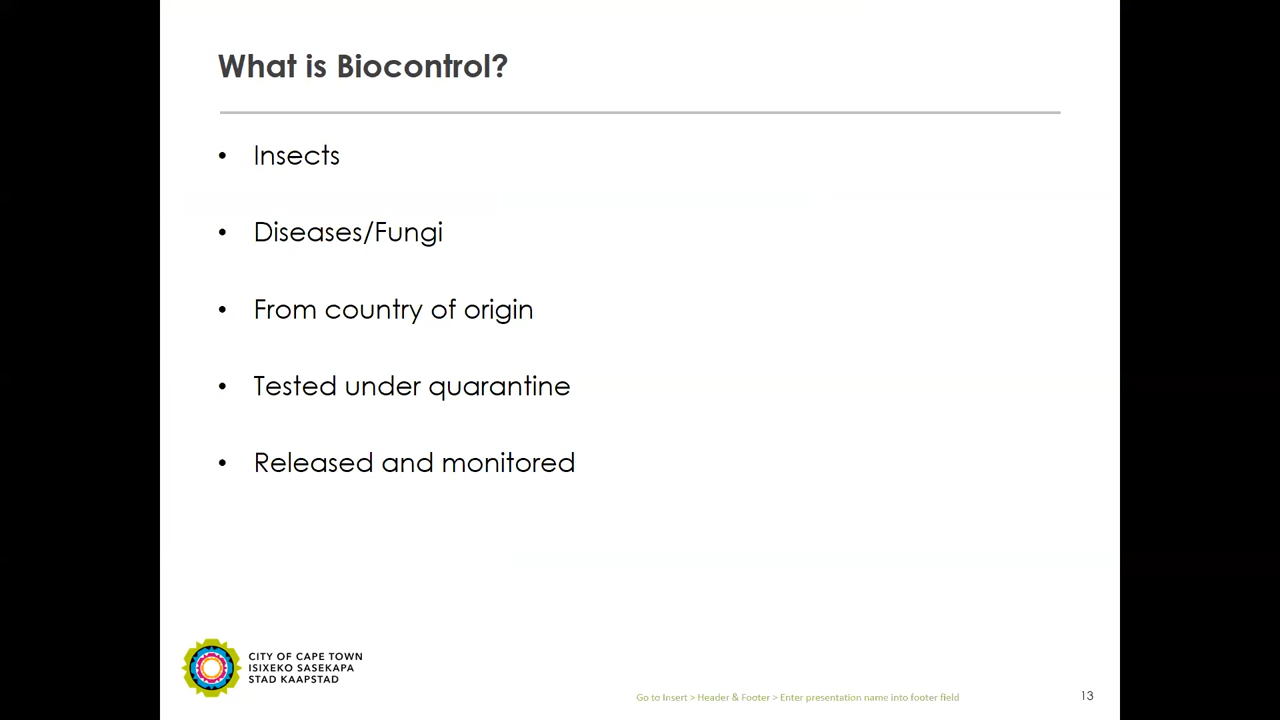 What is Biocontrol?
• Insects
• Diseases/Fungi
• From country of origin
• Tested under quarantine
• Released and monitored
CITY OF CAPE TOWN
ISIXEKO SASEKAPA
STAD KAAPSTAD
Go to Insert > Header & Footer > Enter presentation name into footer field
13